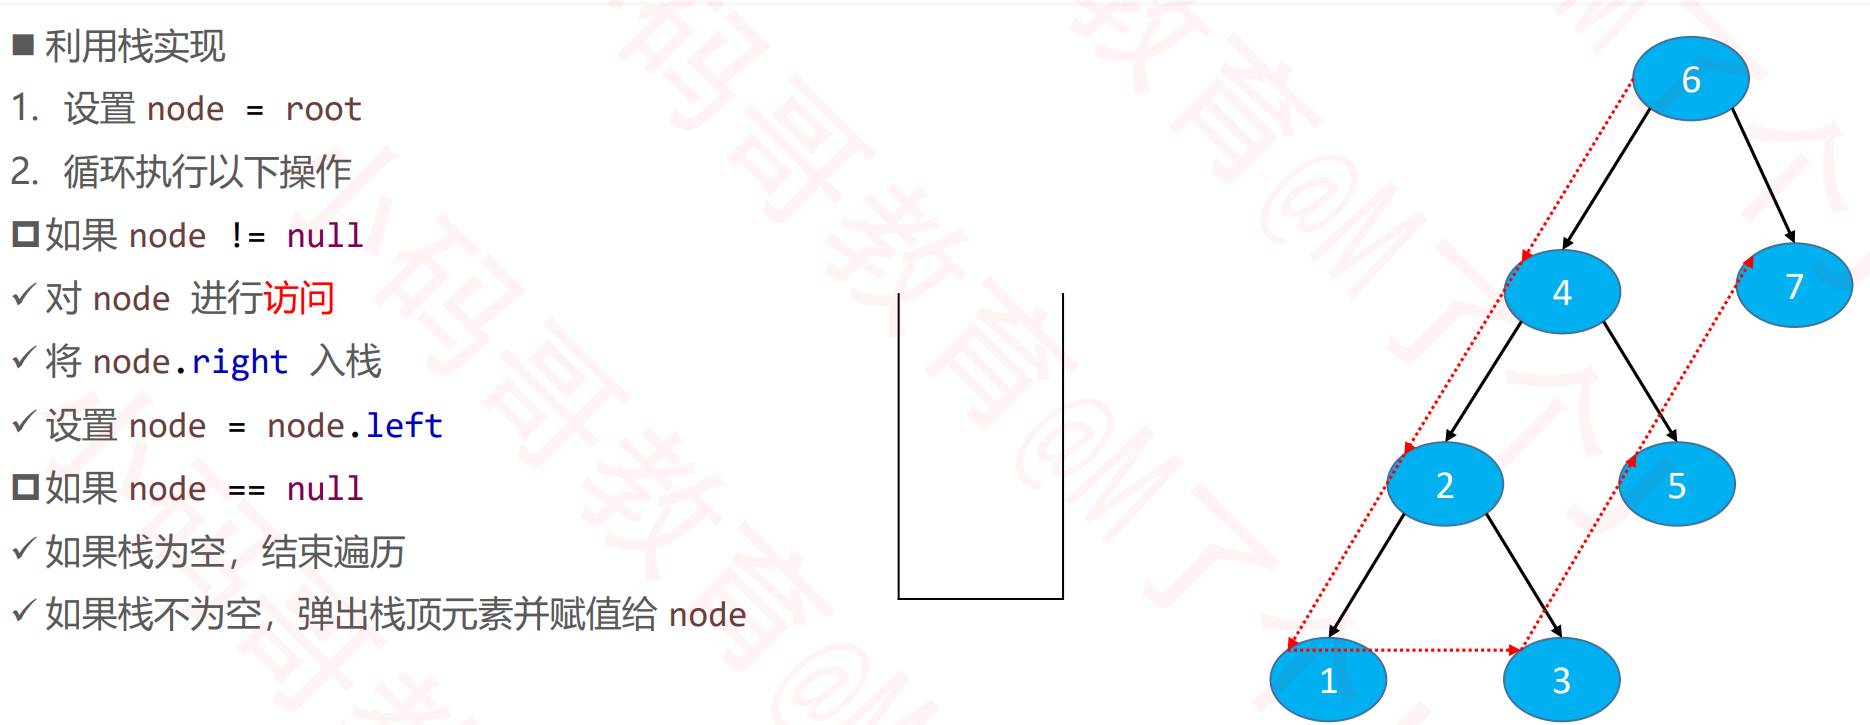 利用栈实现
1. 设置 node = root
2. 循环执行以下操作
如果 node != null
✓ 对 node 进行访问
✓ 将 node.right 入栈
✓ 设置 node = node.left
如果 node == null
✓ 如果栈为空，结束遍历
✓ 如果栈不为空，弹出栈顶元素并赋值给 node
6
4
7
2
5
1
3
小码哥教育@M了个J